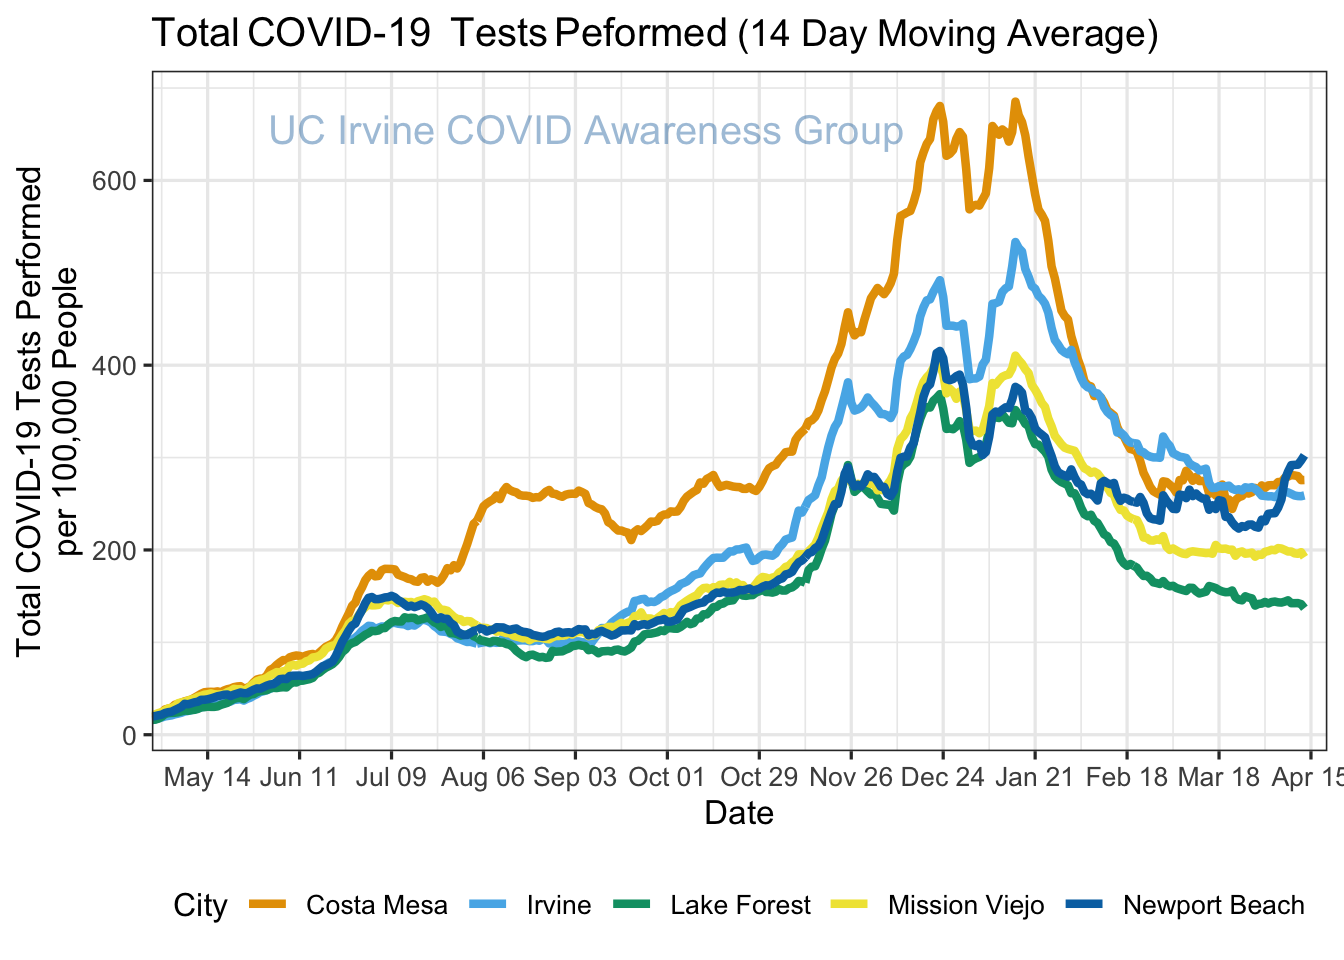 Total COVID-19 Tests Peformed (14 Day Moving Average)
UC Irvine COVID Awareness Group
Total COVID-19 Tests Performed
per 100,000 People
600
400
200
0
May 14 Jun 11 Jul 09 Aug 06 Sep 03 Oct 01 Oct 29 Nov 26 Dec 24 Jan 21 Feb 18 Mar 18 Apr 15
Date
City Costa Mesa Irvine Lake Forest Mission Viejo Newport Beach